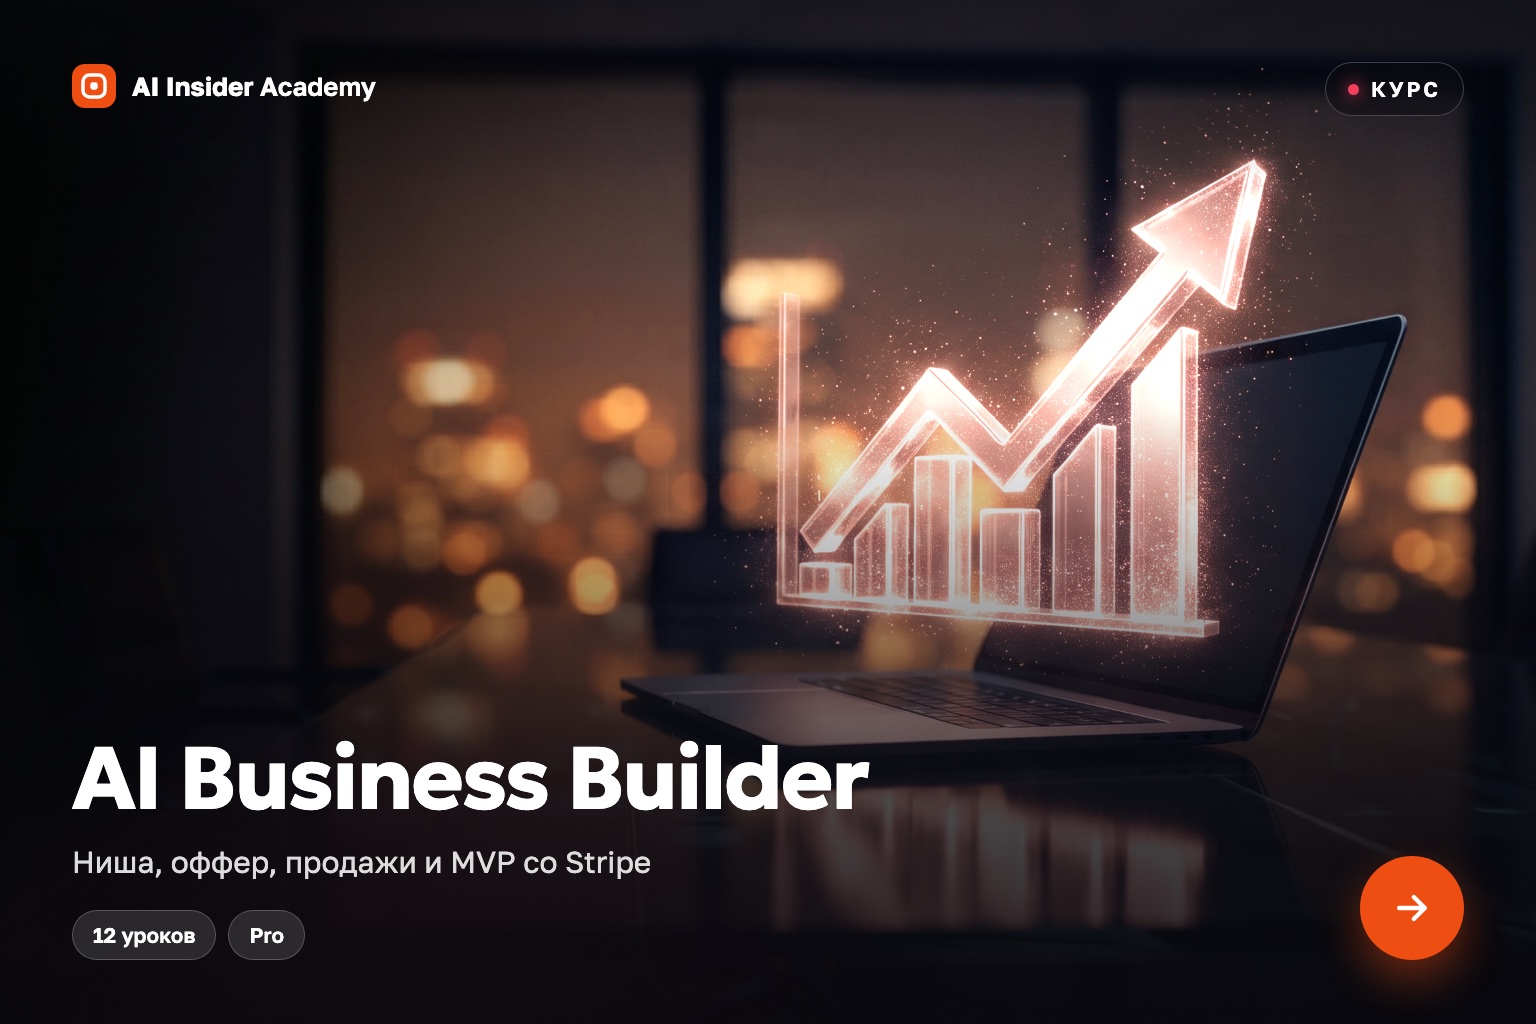 AI Insider Academy
КУРС
AI Business Builder
Ниша, оффер, продажи и MVP со Stripe
12 уроков
Pro